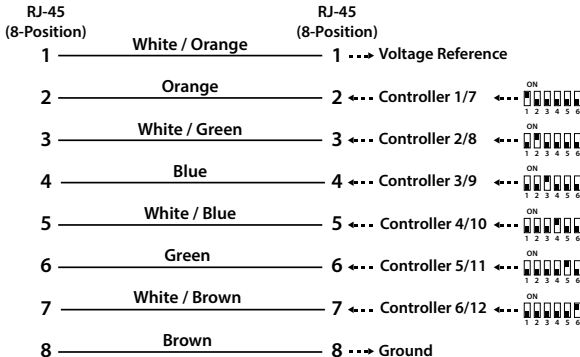 RJ-45 RJ-45
(8-Position) (8-Position)
1 White / Orange 1 Voltage Reference
ON
2 Orange 2 Controller 1/7
1 2 3 4 5 6
ON
3 White / Green 3 Controller 2/8
1 2 3 4 5 6
ON
4 Blue 4 Controller 3/9
1 2 3 4 5 6
ON
5 White / Blue 5 Controller 4/10
1 2 3 4 5 6
ON
6 Green 6 Controller 5/11
1 2 3 4 5 6
ON
7 White / Brown 7 Controller 6/12
1 2 3 4 5 6
8 Brown 8 Ground